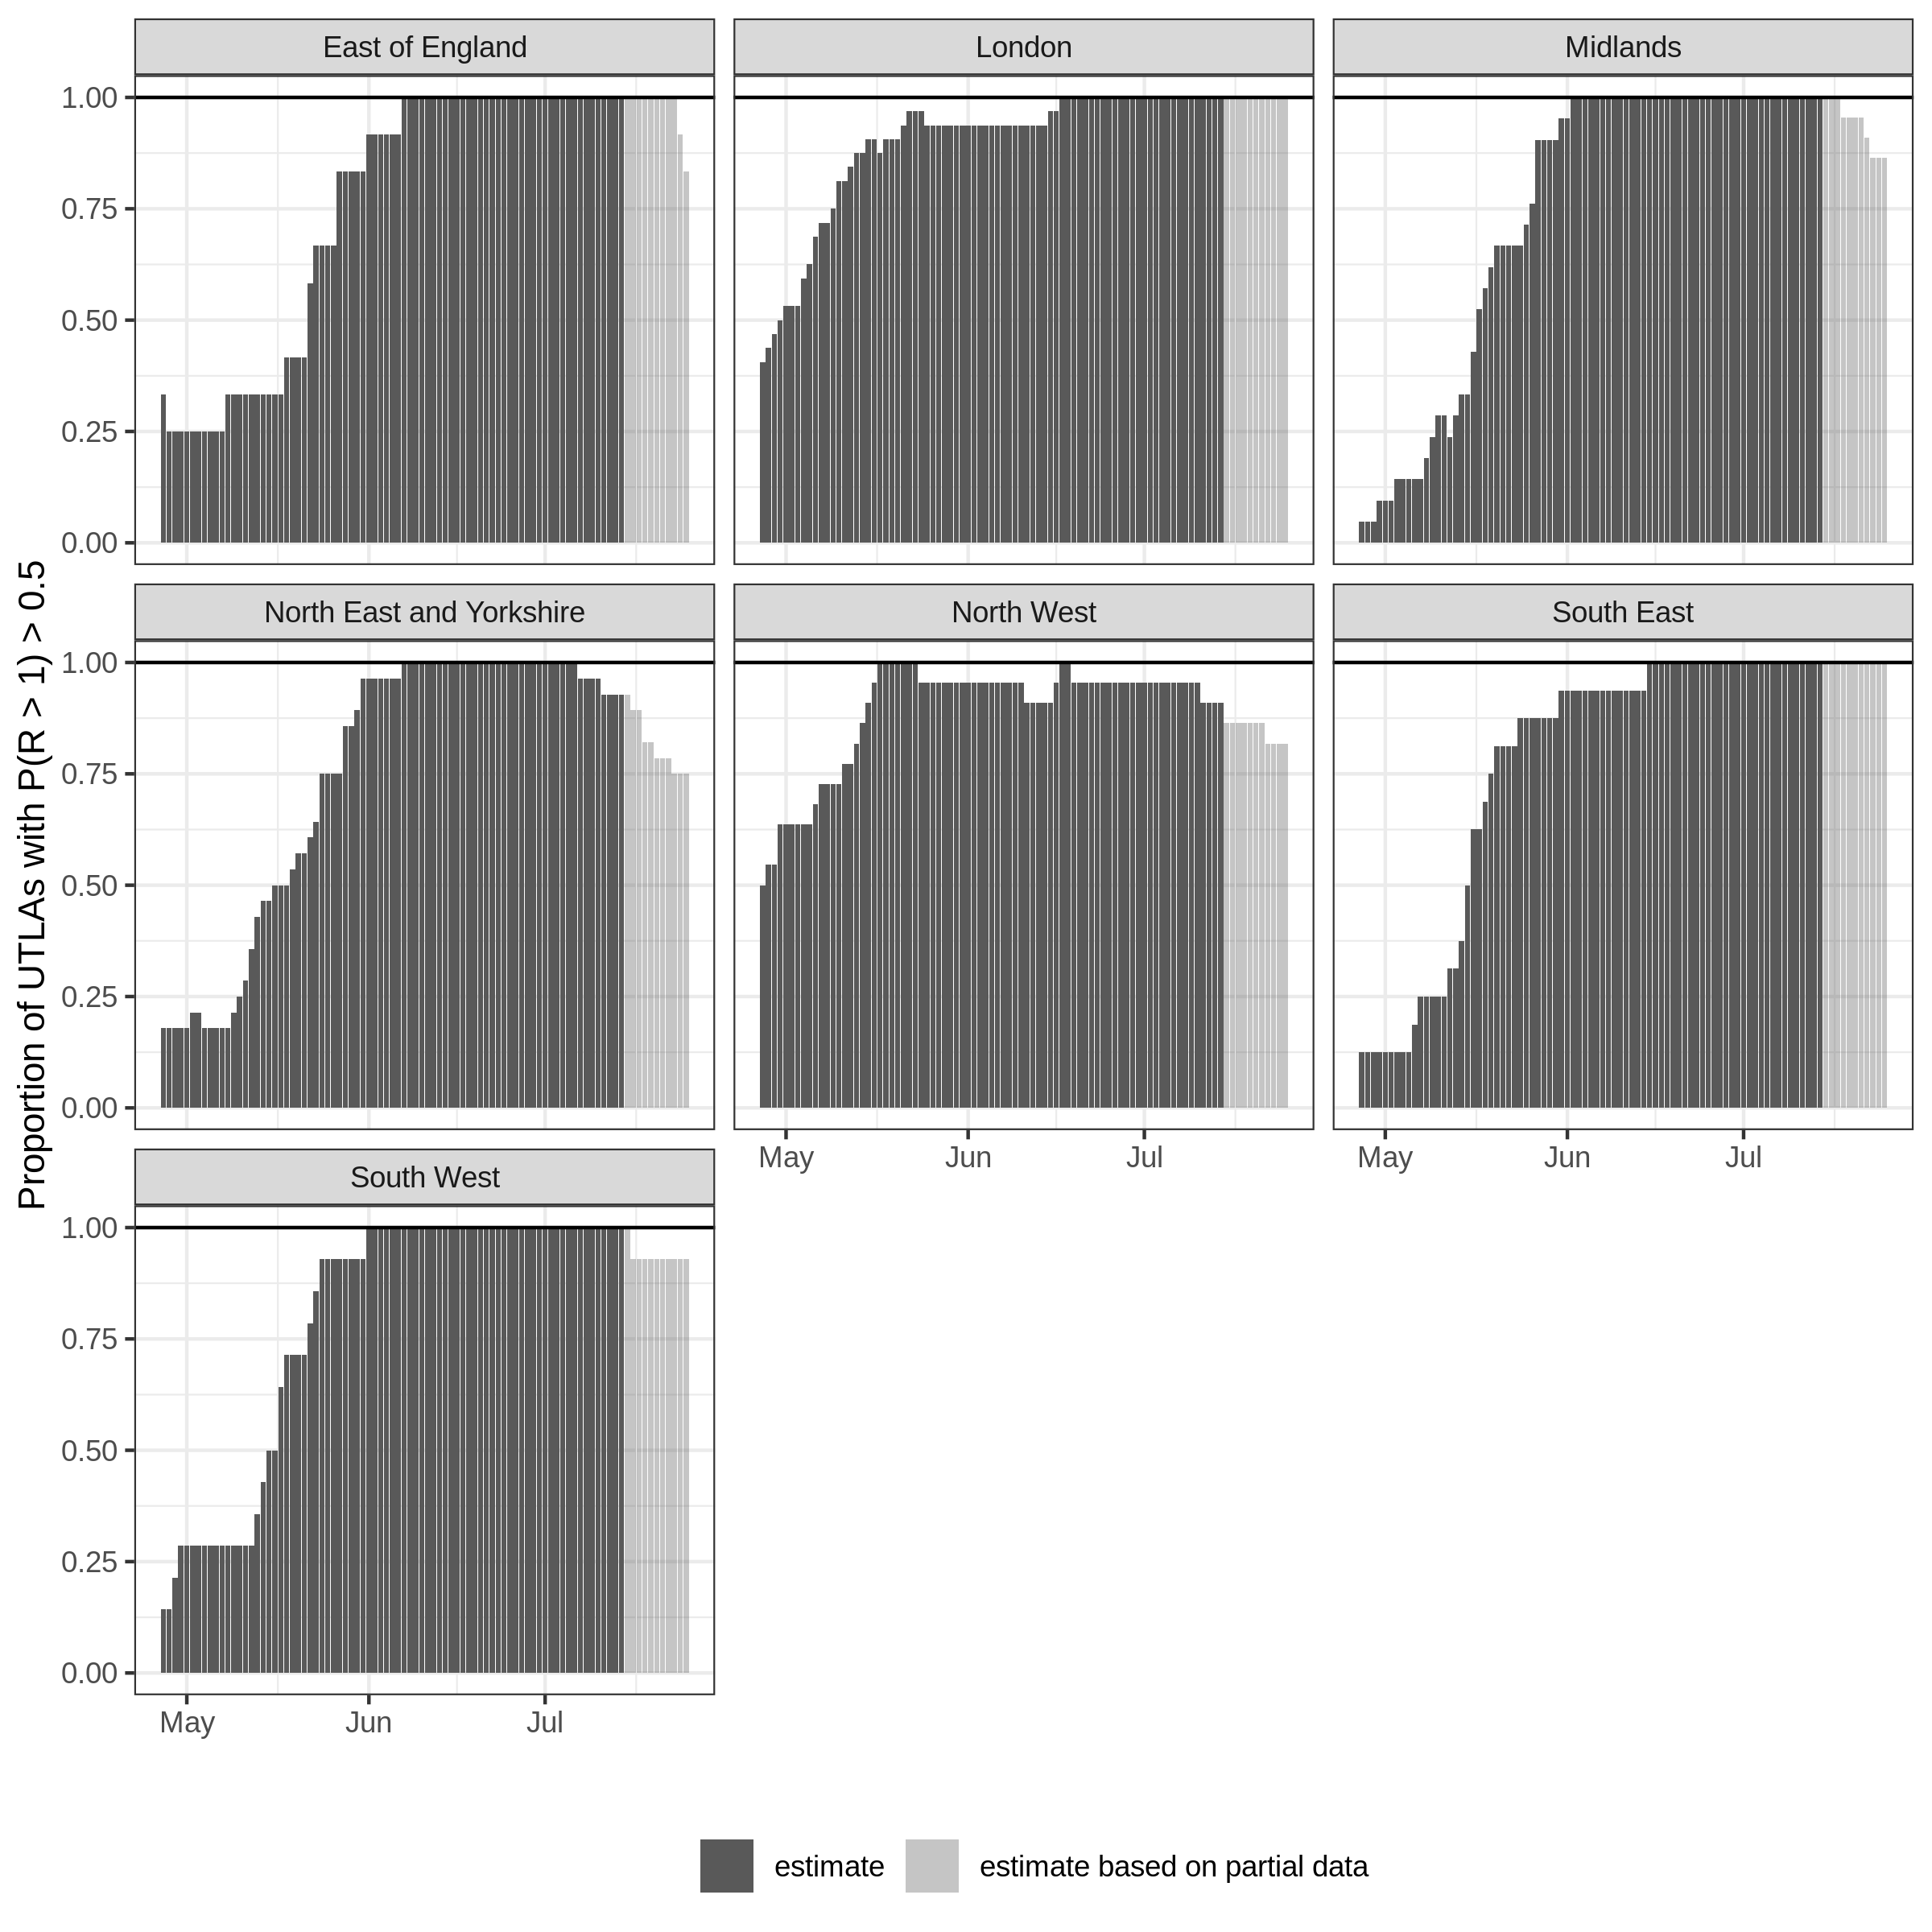 East of England
London
Midlands
1.00
0.75
0.50
0.25
0.00
North East and Yorkshire
North West
South East
1.00
0.75
0.50
0.25
0.00
May Jun Jul
May Jun Jul
South West
1.00
0.75
0.50
0.25
0.00
May Jun Jul
Proportion of UTLAs with P(R > 1) > 0.5
estimate
estimate based on partial data